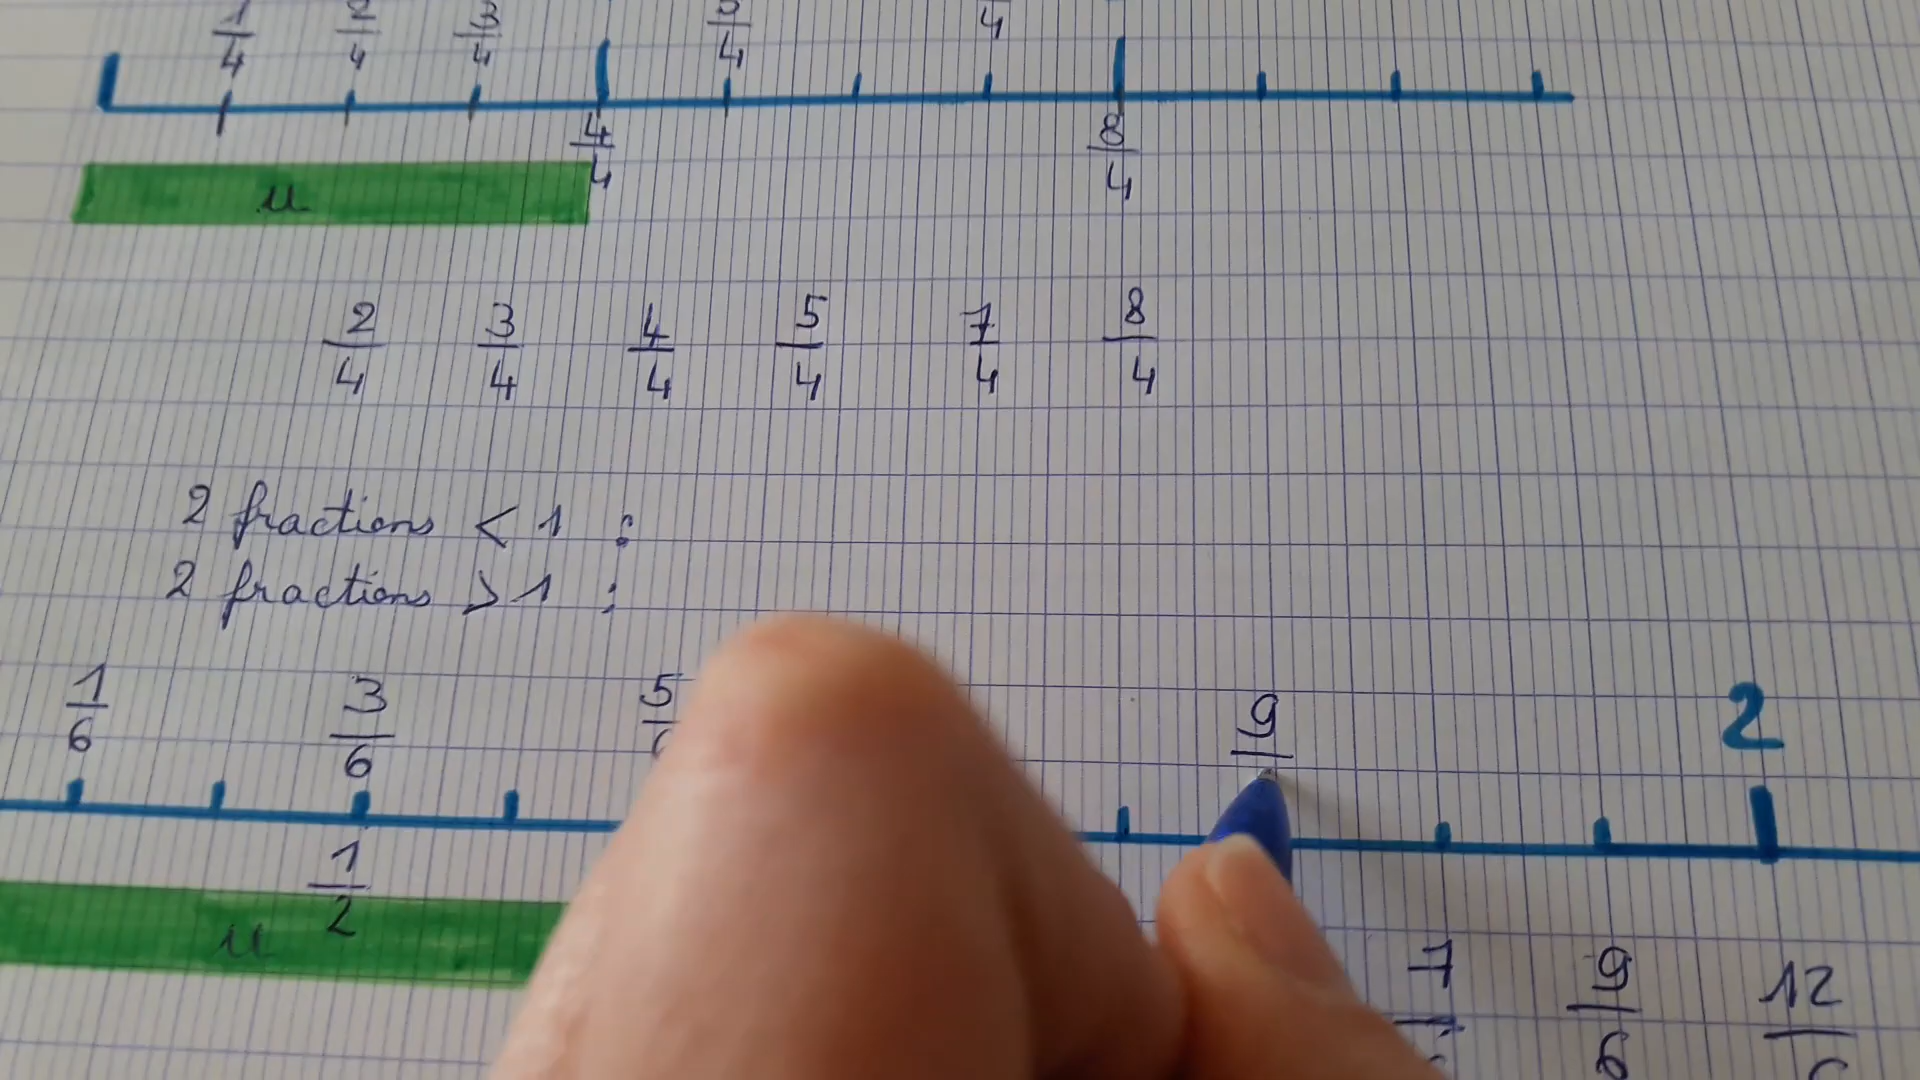 1/4 2/4 3/4 5/4 4
4/4 8/4
u
2/4 3/4 4/4 5/4 7/4 8/4
2 fractions < 1 :
2 fractions > 1 :
1/6 3/6 5 9 2
1/2
u
7 9/6 12